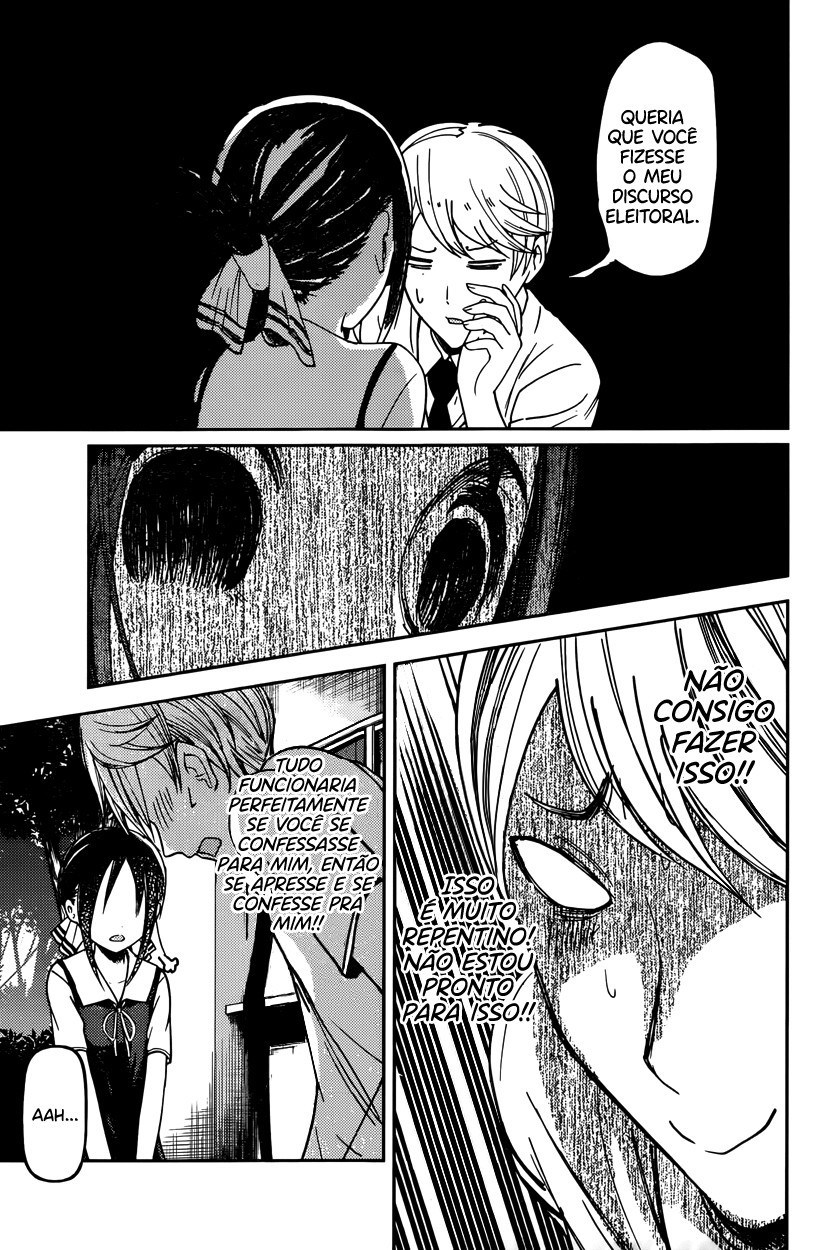 QUERIA
QUE VOCÊ
FIZESSE
O MEU
DISCURSO
ELEITORAL.
NÃO
CONSIGO
FAZER
ISSO!!
ISSO
É MUITO
REPENTINO!
NÃO ESTOU
PRONTO
PARA ISSO!!
TUDO
FUNCIONARIA
PERFEITAMENTE
SE VOCÊ SE
CONFESSASSE
PARA MIM, ENTÃO
SE APRESSE E SE
CONFESSE PRA
MIM!!
AAH...